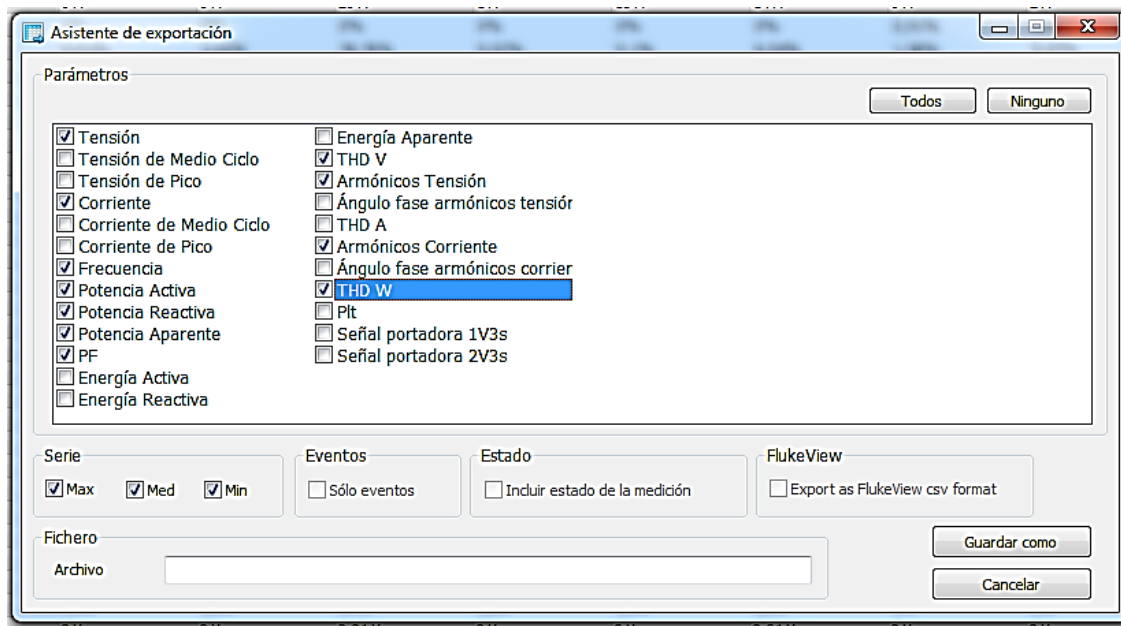 Asistente de exportación
Parámetros
Todos
Ninguno
Tensión
Tensión de Medio Ciclo
Tensión de Pico
Corriente
Corriente de Medio Ciclo
Corriente de Pico
Frecuencia
Potencia Activa
Potencia Reactiva
Potencia Aparente
PF
Energía Activa
Energía Reactiva
Energía Aparente
THD V
Armónicos Tensión
Ángulo fase armónicos tensiór
THD A
Armónicos Corriente
Ángulo fase armónicos corrier
THD W
Plt
Señal portadora 1V3s
Señal portadora 2V3s
Serie
Max Med Min
Eventos
Sólo eventos
Estado
Incluir estado de la medición
FlukeView
Export as FlukeView csv format
Fichero
Archivo
Guardar como
Cancelar